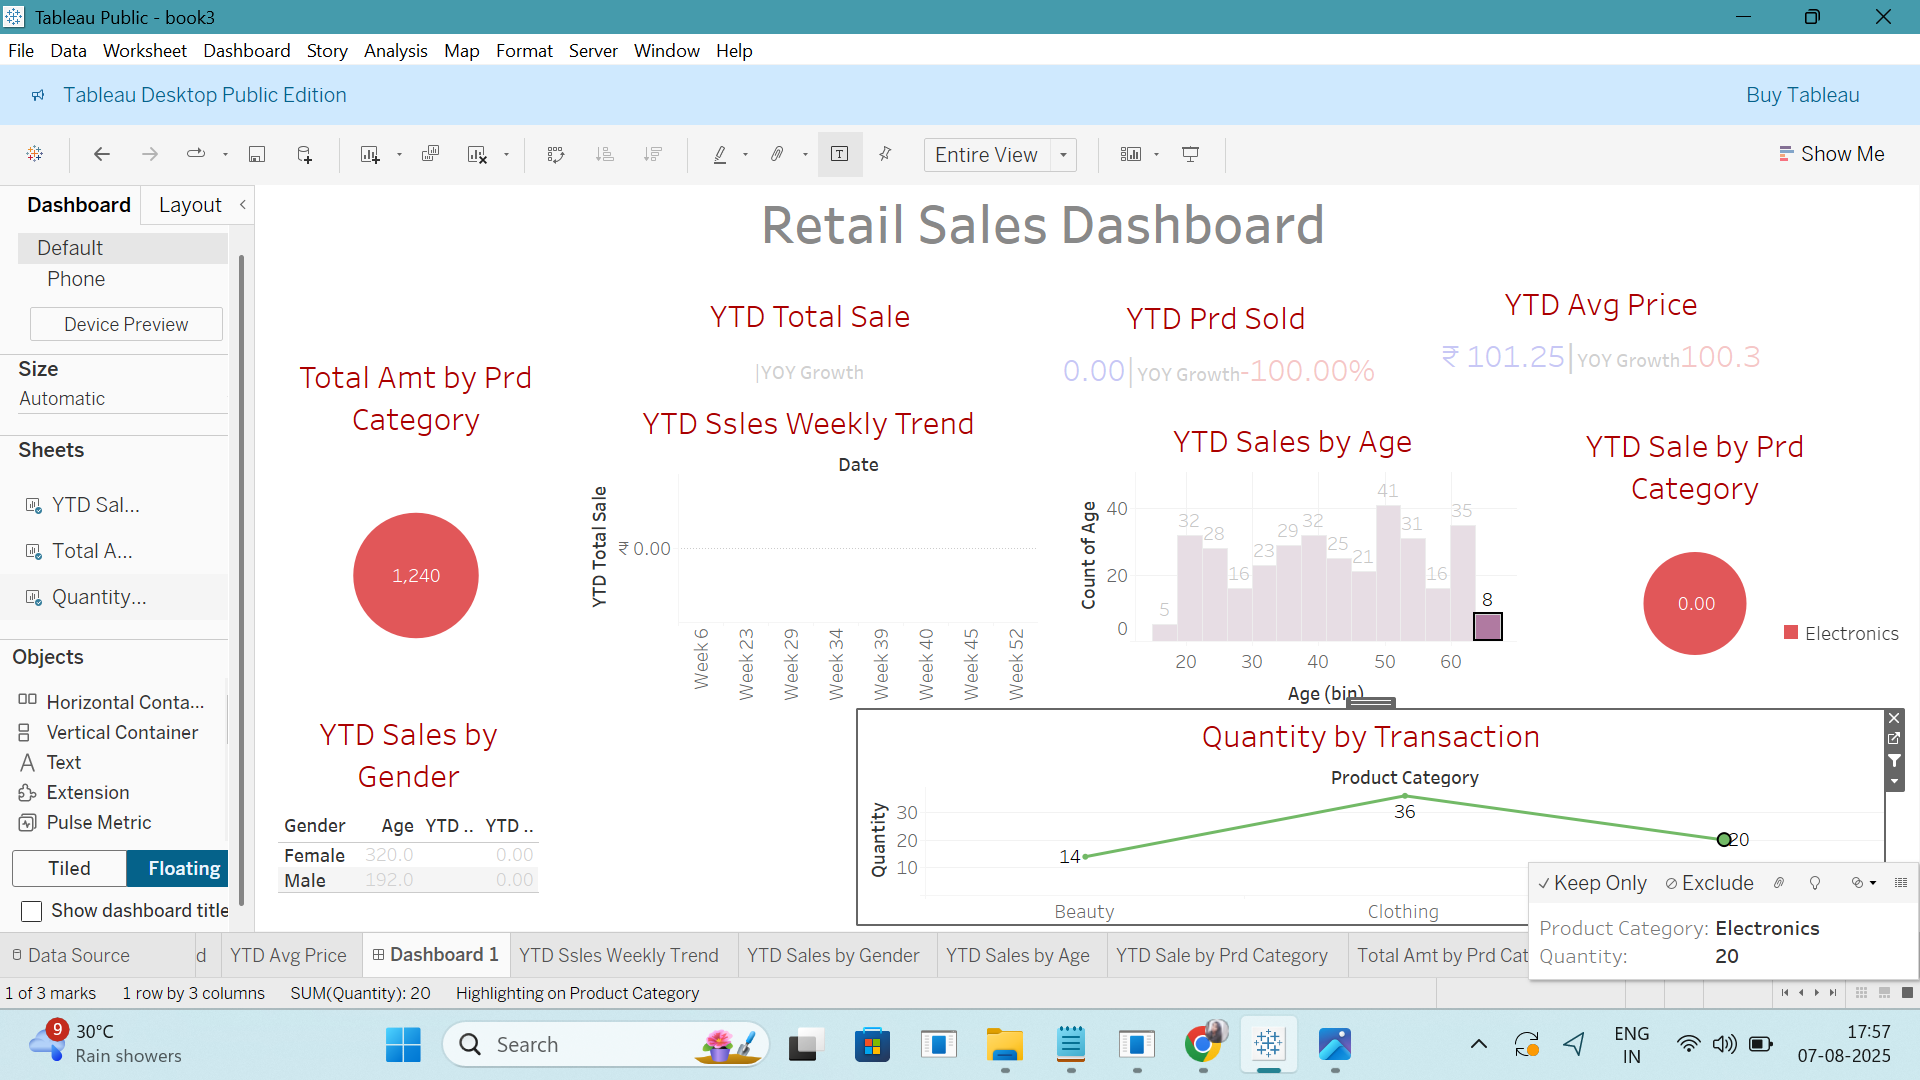 Tableau Public - book3
File Data Worksheet Dashboard Story Analysis Map Format Server Window Help
Tableau Desktop Public Edition
Buy Tableau
Entire View
Show Me
Dashboard Layout
Default
Phone
Device Preview
Size
Automatic
Sheets
YTD Sal...
Total A...
Quantity...
Objects
Horizontal Conta...
Vertical Container
Text
Extension
Pulse Metric
Tiled Floating
Show dashboard title
Retail Sales Dashboard
Total Amt by Prd
Category
1,240
YTD Total Sale
|YOY Growth
YTD Prd Sold
0.00|YOY Growth-100.00%
YTD Avg Price
₹ 101.25|YOY Growth100.3
YTD Ssles Weekly Trend
Date
YTD Total Sale
₹ 0.00
Week 6
Week 23
Week 29
Week 34
Week 39
Week 40
Week 45
Week 52
YTD Sales by Age
Count of Age
40
20
0
5
32
28
16
23
29
32
25
21
41
31
16
35
8
20 30 40 50 60
Age (bin)
YTD Sale by Prd
Category
0.00
Electronics
YTD Sales by
Gender
Gender Age YTD .. YTD ..
Female 320.0 0.00
Male 192.0 0.00
Quantity by Transaction
Product Category
Quantity
30
20
10
14
36
20
Beauty Clothing
Keep Only Exclude
Product Category: Electronics
Quantity: 20
Data Source d YTD Avg Price Dashboard 1 YTD Ssles Weekly Trend YTD Sales by Gender YTD Sales by Age YTD Sale by Prd Category Total Amt by Prd Cat
1 of 3 marks 1 row by 3 columns SUM(Quantity): 20 Highlighting on Product Category
9
30°C
Rain showers
Search
ENG
IN
17:57
07-08-2025